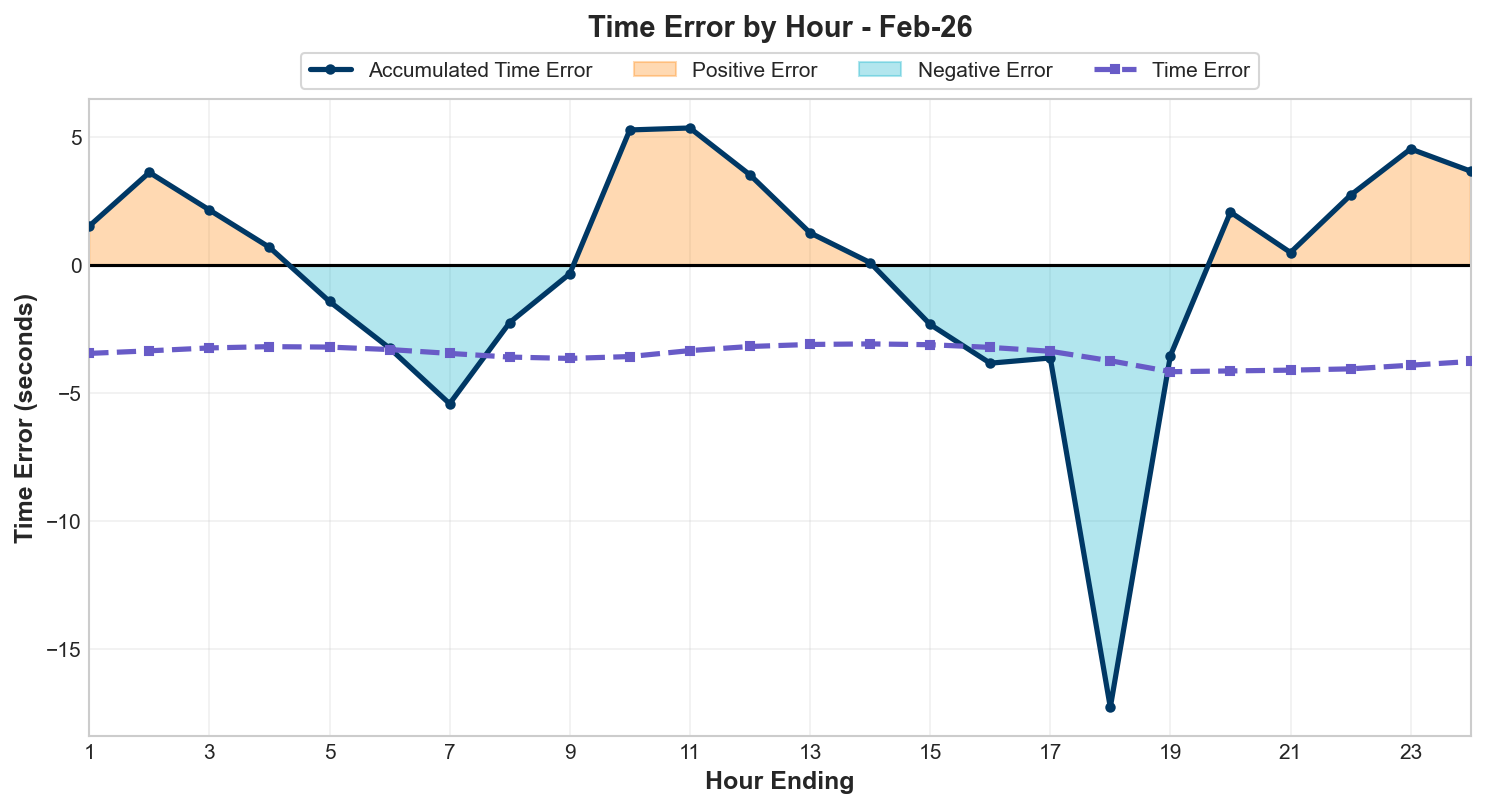 Time Error by Hour - Feb-26
Accumulated Time Error Positive Error Negative Error Time Error
5
0
−5
−10
−15
Time Error (seconds)
1 3 5 7 9 11 13 15 17 19 21 23
Hour Ending